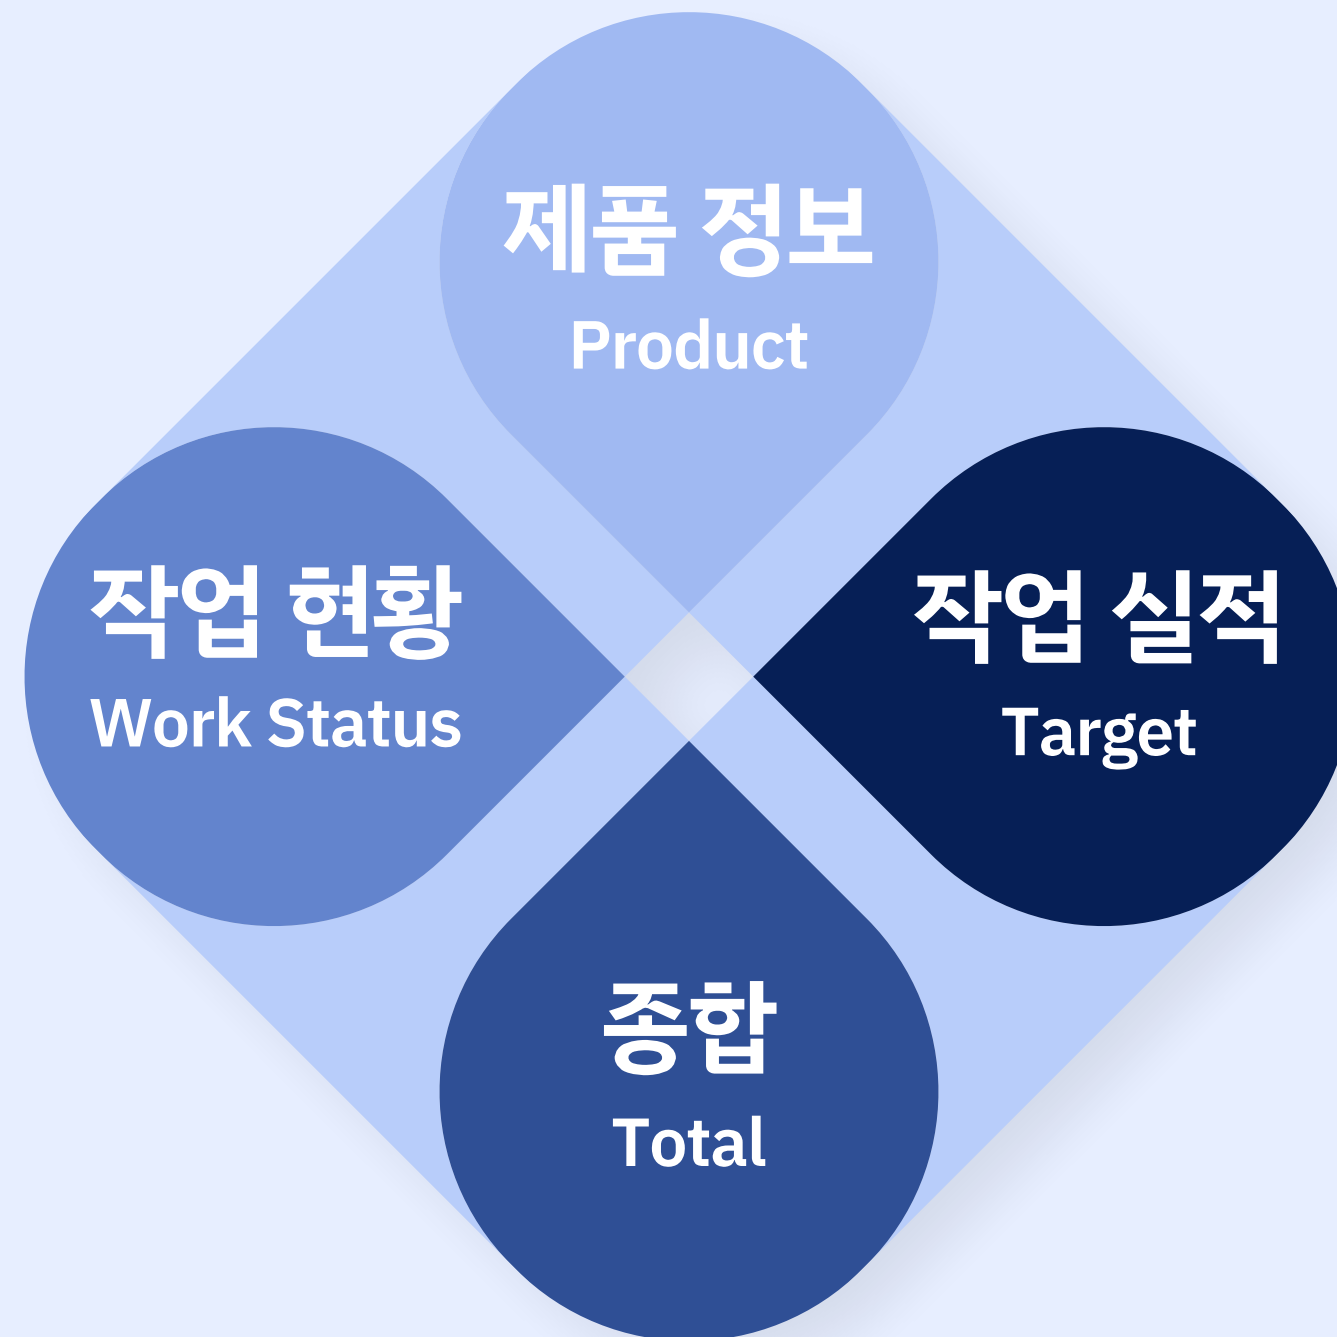 제품 정보
Product
작업 현황
Work Status
작업 실적
Target
종합
Total